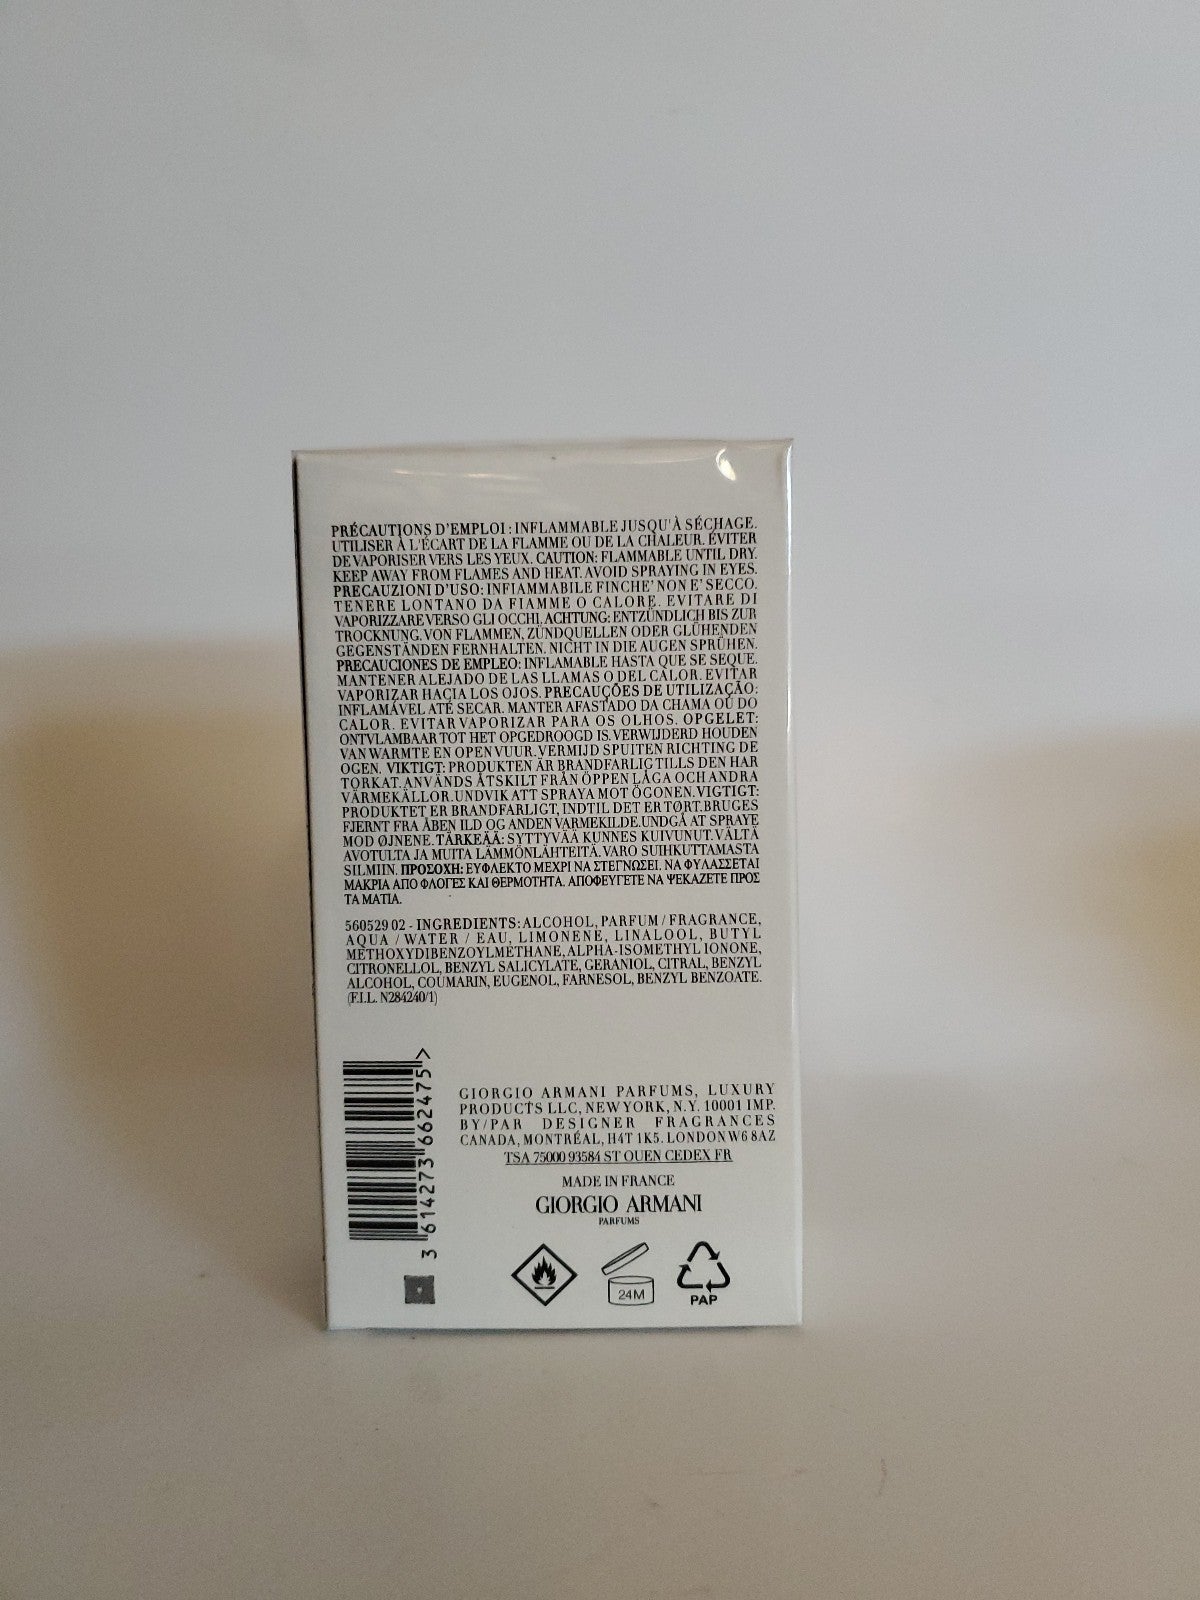 PRÉCAUTIONS D'EMPLOI : INFLAMMABLE JUSQU'À SÉCHAGE.
UTILISER À L'ÉCART DE LA FLAMME OU DE LA CHALEUR. ÉVITER
DE VAPORISER VERS LES YEUX. CAUTION: FLAMMABLE UNTIL DRY.
KEEP AWAY FROM FLAMES AND HEAT. AVOID SPRAYING IN EYES.
PRECAUZIONI D'USO: INFIAMMABILE FINCHE' NON E' SECCO.
TENERE LONTANO DA FIAMME O CALORE. EVITARE DI
VAPORIZZARE VERSO GLI OCCHI. ACHTUNG: ENTZÜNDLICH BIS ZUR
TROCKNUNG. VON FLAMMEN, ZÜNDQUELLEN ODER GLÜHENDEN
GEGENSTÄNDEN FERNHALTEN. NICHT IN DIE AUGEN SPRÜHEN.
PRECAUCIONES DE EMPLEO: INFLAMABLE HASTA QUE SE SEQUE.
MANTENER ALEJADO DE LAS LLAMAS O DEL CALOR. EVITAR
VAPORIZAR HACIA LOS OJOS. PRECAUÇÕES DE UTILIZAÇÃO:
INFLAMÁVEL ATÉ SECAR. MANTER AFASTADO DA CHAMA OU DO
CALOR. EVITAR VAPORIZAR PARA OS OLHOS. OPGELET:
ONTVLAMBAAR TOT HET OPGEDROOGD IS. VERWIJDERD HOUDEN
VAN WARMTE EN OPEN VUUR. VERMIJD SPUITEN RICHTING DE
OGEN. VIKTIGT: PRODUKTEN ÄR BRANDFARLIG TILLS DEN HAR
TORKAT. ANVÄNDS ÅTSKILT FRÅN ÖPPEN LÅGA OCH ANDRA
VÄRMEKÄLLOR. UNDVIK ATT SPRAYA MOT ÖGONEN. VIGTIGT:
PRODUKTET ER BRANDFARLIGT, INDTIL DET ER TØRT. BRUGES
FJERNT FRA ÅBEN ILD OG ANDEN VARMEKILDE. UNDGÅ AT SPRAYE
MOD ØJNENE. TÄRKEÄÄ: SYTTYVÄÄ KUNNES KUIVUNUT. VÄLTÄ
AVOTULTA JA MUITA LÄMMÖNLÄHTEITÄ. VARO SUIHKUTTAMASTA
SILMIIN. ΠΡΟΣΟΧΗ: ΕΥΦΛΕΚΤΟ ΜΕΧΡΙ ΝΑ ΣΤΕΓΝΩΣΕΙ. ΝΑ ΦΥΛΑΣΣΕΤΑΙ
ΜΑΚΡΙΑ ΑΠΟ ΦΛΟΓΕΣ ΚΑΙ ΘΕΡΜΟΤΗΤΑ. ΑΠΟΦΕΥΓΕΤΕ ΝΑ ΨΕΚΑΖΕΤΕ ΠΡΟΣ
ΤΑ ΜΑΤΙΑ.
560529 02 - INGREDIENTS: ALCOHOL, PARFUM / FRAGRANCE,
AQUA / WATER / EAU, LIMONENE, LINALOOL, BUTYL
METHOXYDIBENZOYLMETHANE, ALPHA-ISOMETHYL IONONE,
CITRONELLOL, BENZYL SALICYLATE, GERANIOL, CITRAL, BENZYL
ALCOHOL, COUMARIN, EUGENOL, FARNESOL, BENZYL BENZOATE.
(F.I.L. N284240/1)
3 614273 662475 >
GIORGIO ARMANI PARFUMS, LUXURY
PRODUCTS LLC, NEW YORK, N.Y. 10001 IMP.
BY/PAR DESIGNER FRAGRANCES
CANADA, MONTRÉAL, H4T 1K5. LONDON W6 8AZ
TSA 75000 93584 ST OUEN CEDEX FR
MADE IN FRANCE
GIORGIO ARMANI
PARFUMS
24M
PAP